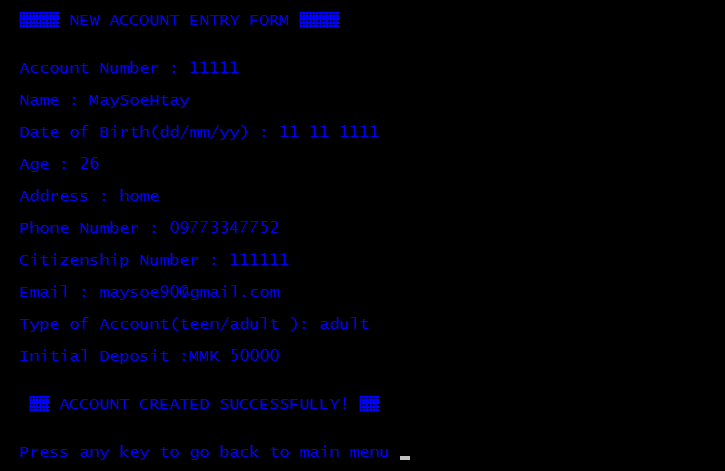 ▓▓▓▓ NEW ACCOUNT ENTRY FORM ▓▓▓▓
Account Number : 11111
Name : MaySoeHtay
Date of Birth(dd/mm/yy) : 11 11 1111
Age : 26
Address : home
Phone Number : 09773347752
Citizenship Number : 111111
Email : maysoe90@gmail.com
Type of Account(teen/adult ): adult
Initial Deposit :MMK 50000
▓▓ ACCOUNT CREATED SUCCESSFULLY! ▓▓
Press any key to go back to main menu